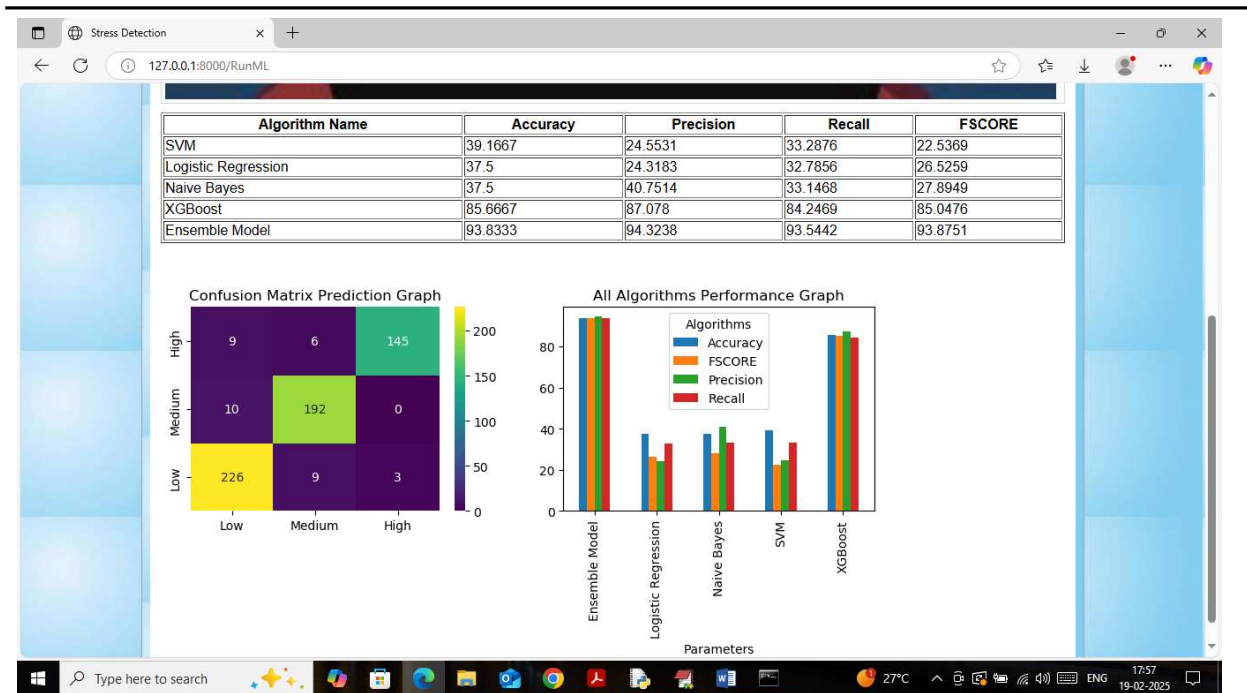 Stress Detection
127.0.0.1:8000/RunML
Algorithm Name Accuracy Precision Recall FSCORE
SVM 39.1667 24.5531 33.2876 22.5369
Logistic Regression 37.5 24.3183 32.7856 26.5259
Naive Bayes 37.5 40.7514 33.1468 27.8949
XGBoost 85.6667 87.078 84.2469 85.0476
Ensemble Model 93.8333 94.3238 93.5442 93.8751
Confusion Matrix Prediction Graph
High 9 6 145
Medium 10 192 0
Low 226 9 3
Low Medium High
200
150
100
50
0
All Algorithms Performance Graph
Algorithms
Accuracy
FSCORE
Precision
Recall
80
60
40
20
0
Ensemble Model
Logistic Regression
Naive Bayes
SVM
XGBoost
Parameters
Type here to search
27°C
ENG
17:57
19-02-2025